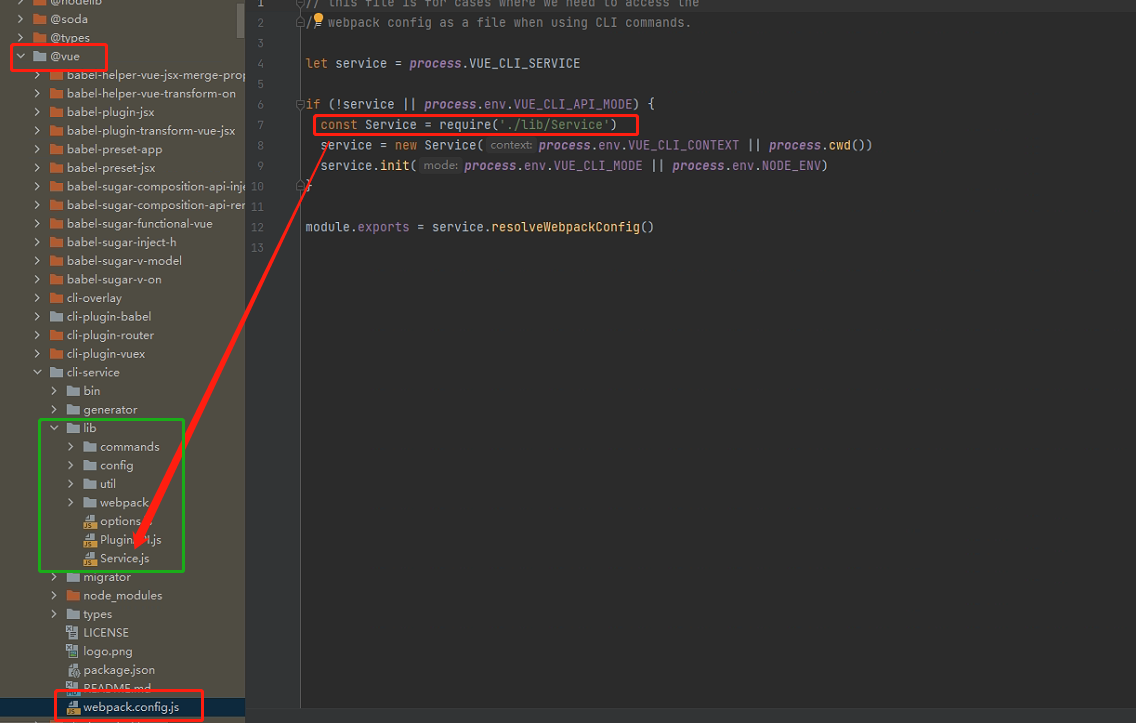 @nodelib
@soda
@types
@vue
babel-helper-vue-jsx-merge-prop
babel-helper-vue-transform-on
babel-plugin-jsx
babel-plugin-transform-vue-jsx
babel-preset-app
babel-preset-jsx
babel-sugar-composition-api-inje
babel-sugar-composition-api-ren
babel-sugar-functional-vue
babel-sugar-inject-h
babel-sugar-v-model
babel-sugar-v-on
cli-overlay
cli-plugin-babel
cli-plugin-router
cli-plugin-vuex
cli-service
bin
generator
lib
commands
config
util
webpack
Service.js
migrator
node_modules
types
LICENSE
logo.png
package.json
README.md
webpack.config.js
1 // this file is for cases where we need to access the
2 // webpack config as a file when using CLI commands.
3
4 let service = process.VUE_CLI_SERVICE
5
6 if (!service || process.env.VUE_CLI_API_MODE) {
7 const Service = require('./lib/Service')
8 service = new Service( context: process.env.VUE_CLI_CONTEXT || process.cwd())
9 service.init( mode: process.env.VUE_CLI_MODE || process.env.NODE_ENV)
10 }
11
12 module.exports = service.resolveWebpackConfig()
13